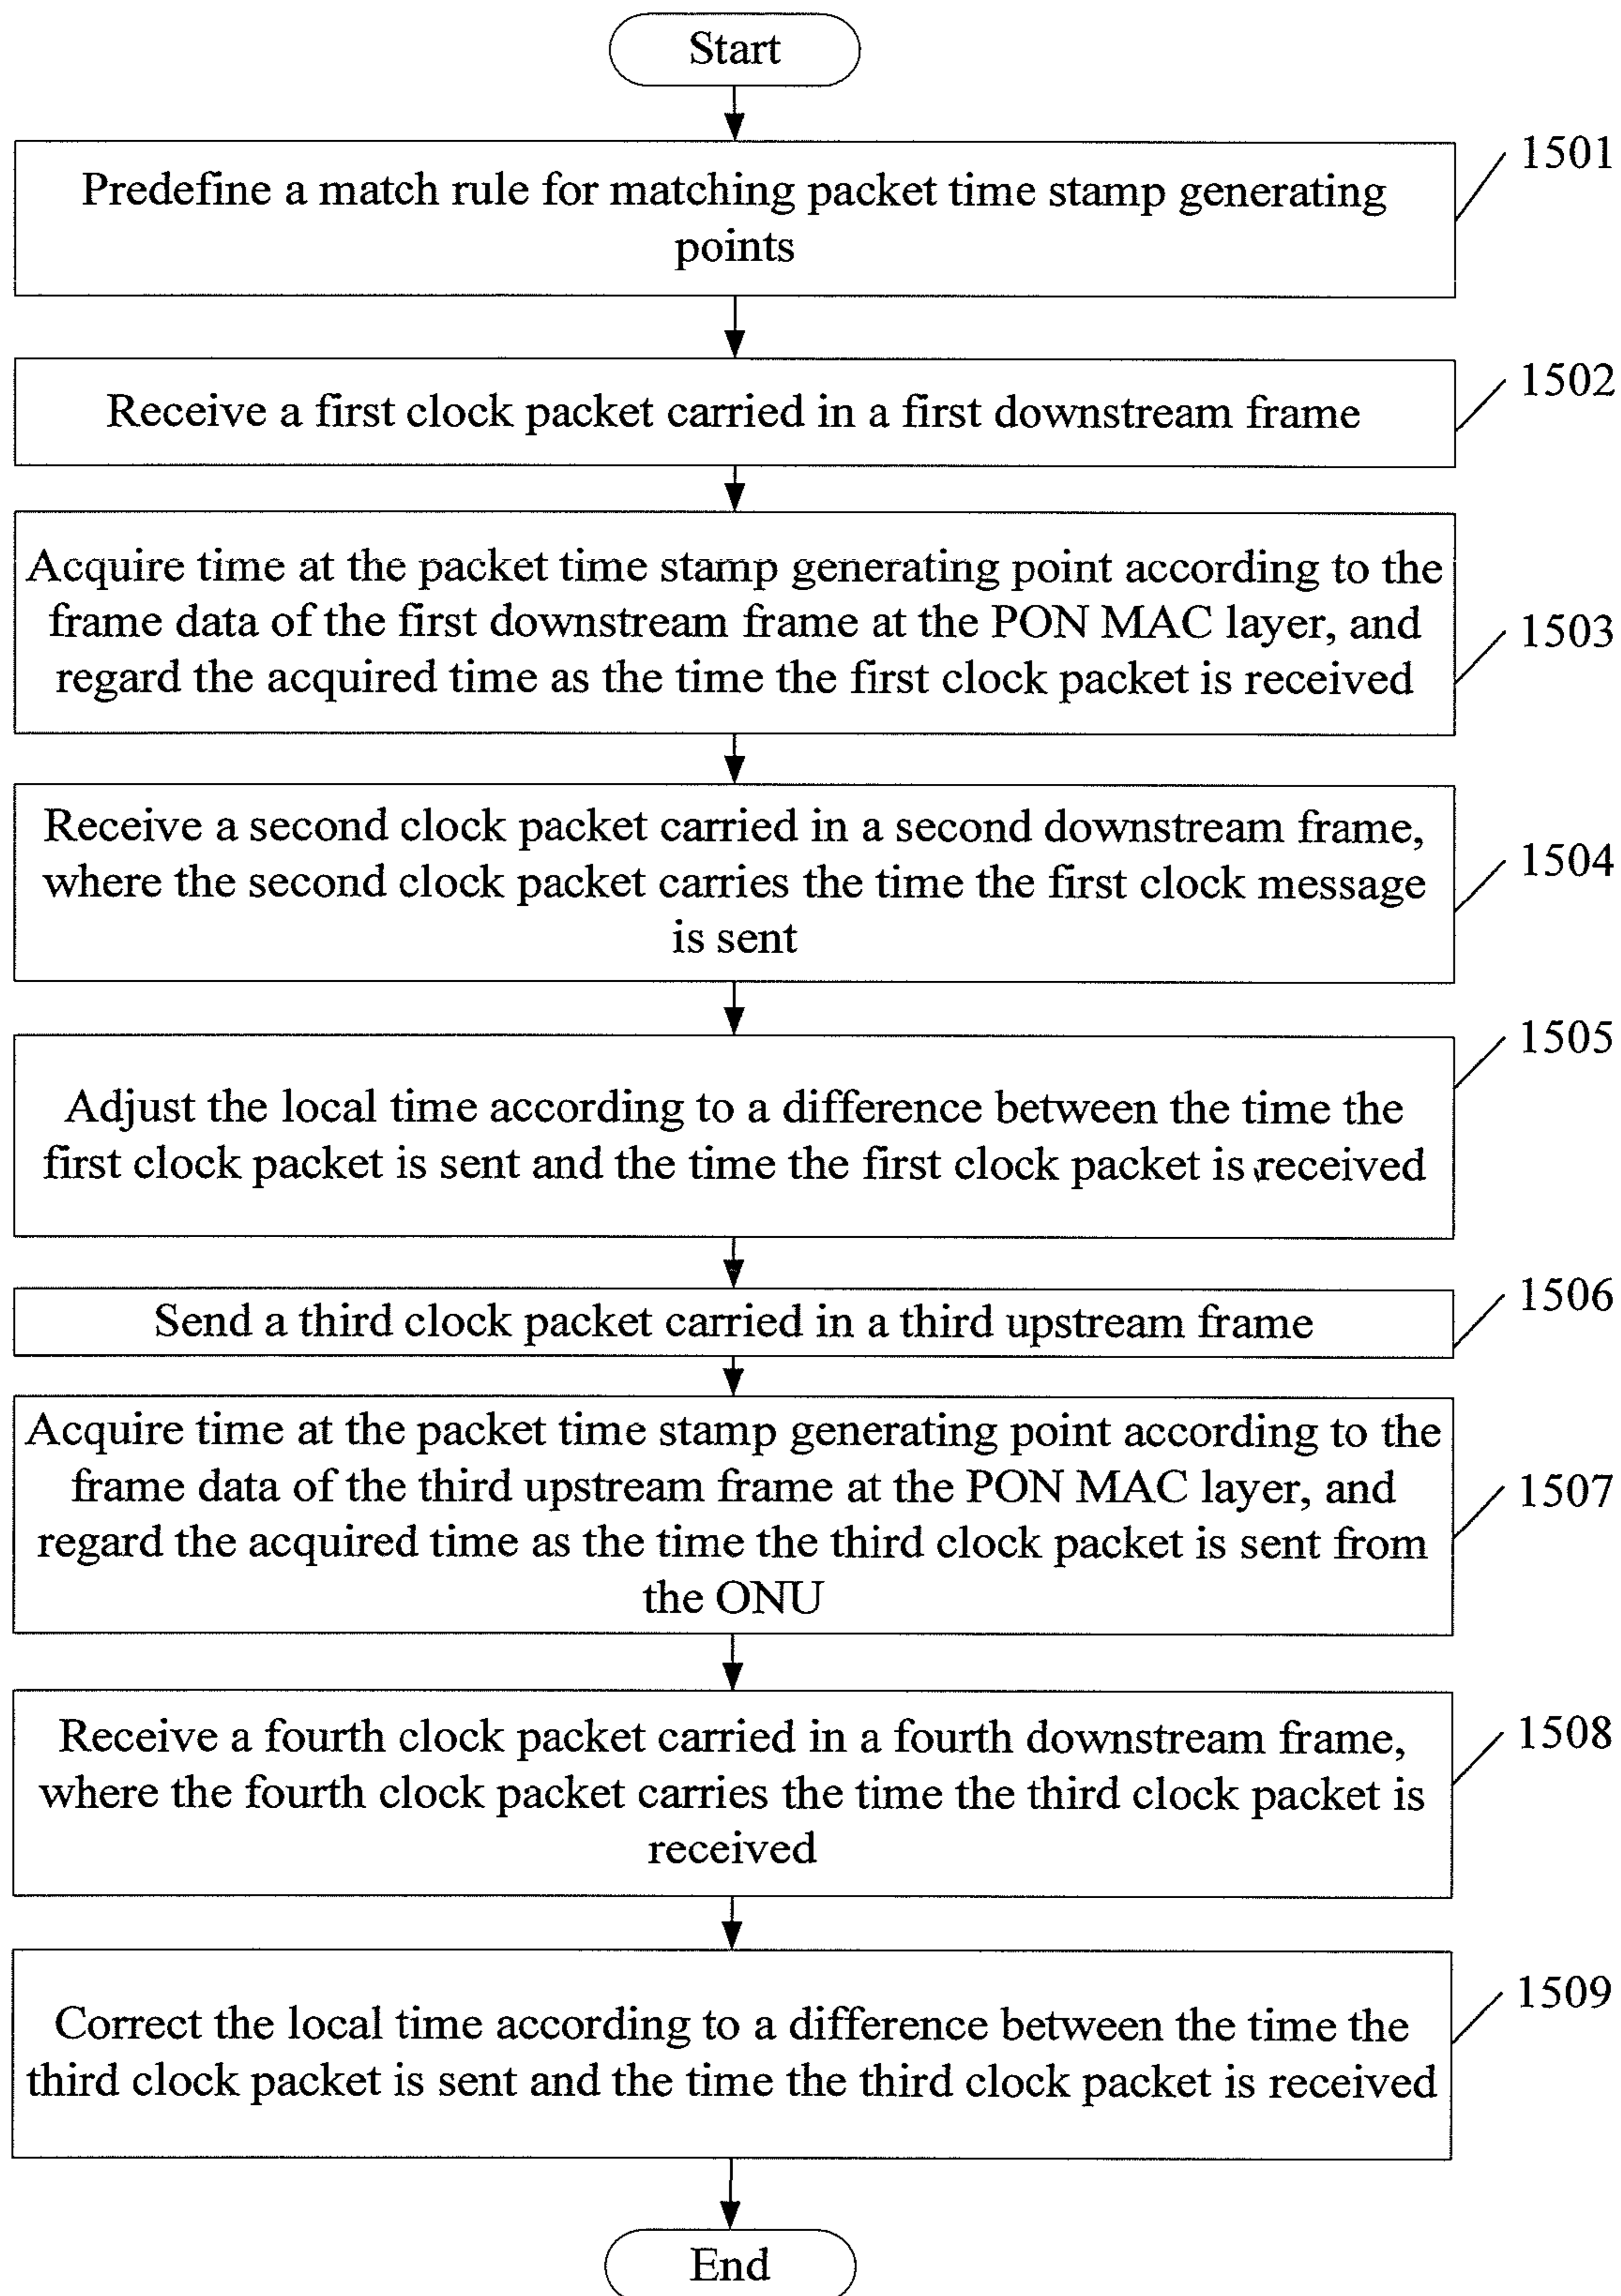 Start
1501
Predefine a match rule for matching packet time stamp generating
points
1502
Receive a first clock packet carried in a first downstream frame
Acquire time at the packet time stamp generating point according to the
frame data of the first downstream frame at the PON MAC layer, and
1503
regard the acquired time as the time the first clock packet is received
Receive a second clock packet carried in a second downstream frame,
1504
where the second clock packet carries the time the first clock message
is sent
1505
Adjust the local time according to a difference between the time the
first clock packet is sent and the time the first clock packet is received
1506
Send a third clock packet carried in a third upstream frame
Acquire time at the packet time stamp generating point according to the
frame data of the third upstream frame at the PON MAC layer, and
1507
regard the acquired time as the time the third clock packet is sent from
the ONU
1508
Receive a fourth clock packet carried in a fourth downstream frame,
where the fourth clock packet carries the time the third clock packet is
received
1509
Correct the local time according to a difference between the time the
third clock packet is sent and the time the third clock packet is received
End